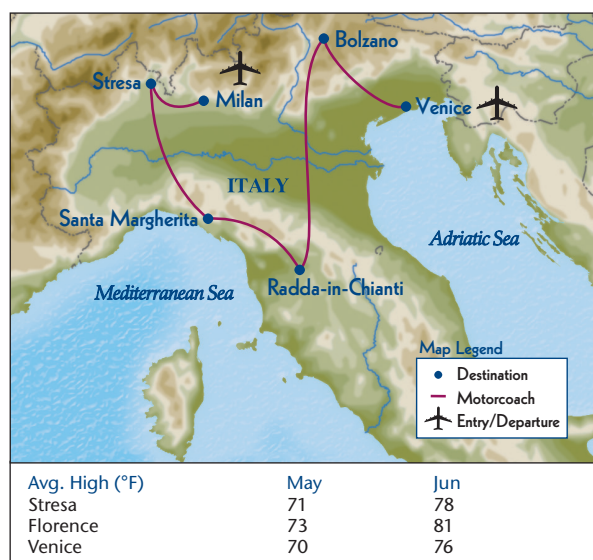 Bolzano
Stresa
Milan
Venice
ITALY
Santa Margherita
Adriatic Sea
Radda-in-Chianti
Mediterranean Sea
Map Legend
Destination
Motorcoach
Entry/Departure
Avg. High (°F) May Jun
Stresa 71 78
Florence 73 81
Venice 70 76